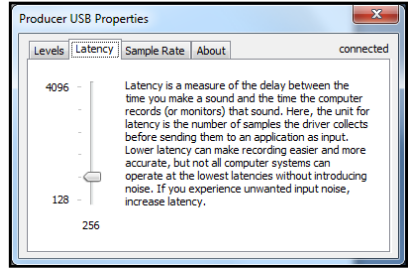 Producer USB Properties
x
Levels Latency Sample Rate About connected
4096
128
256
Latency is a measure of the delay between the
time you make a sound and the time the computer
records (or monitors) that sound. Here, the unit for
latency is the number of samples the driver collects
before sending them to an application as input.
Lower latency can make recording easier and more
accurate, but not all computer systems can
operate at the lowest latencies without introducing
noise. If you experience unwanted input noise,
increase latency.